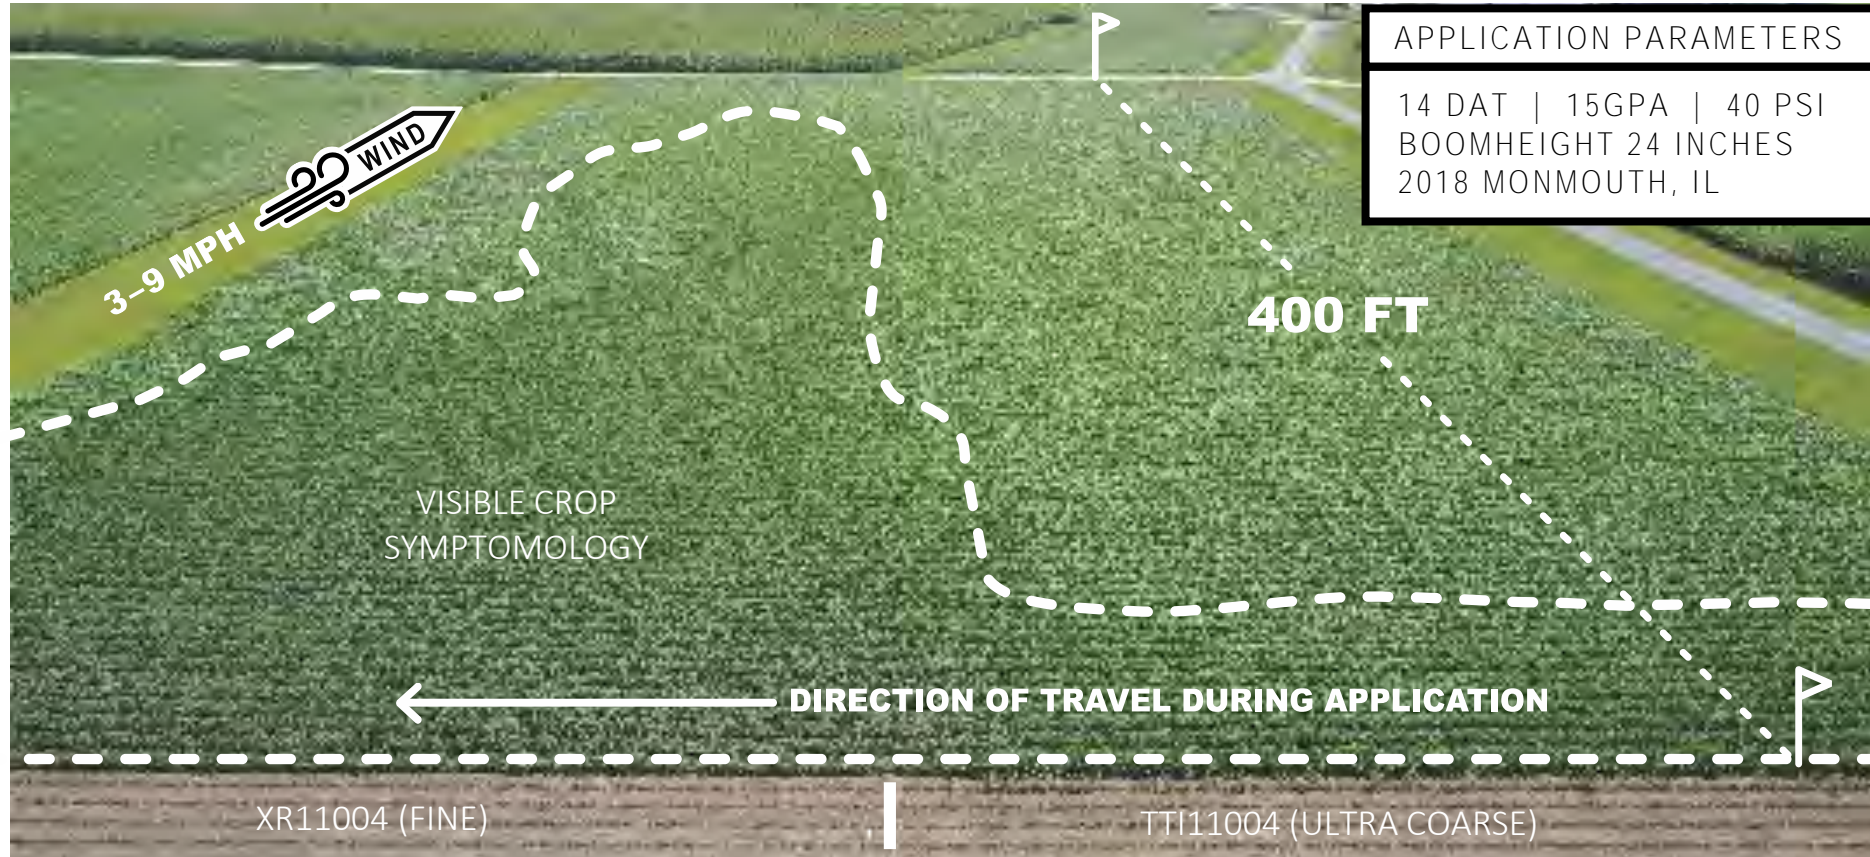 APPLICATION PARAMETERS
14 DAT | 15GPA | 40 PSI
BOOMHEIGHT 24 INCHES
2018 MONMOUTH, IL
WIND
3–9 MPH
400 FT
VISIBLE CROP
SYMPTOMOLOGY
DIRECTION OF TRAVEL DURING APPLICATION
XR11004 (FINE)
TTI11004 (ULTRA COARSE)